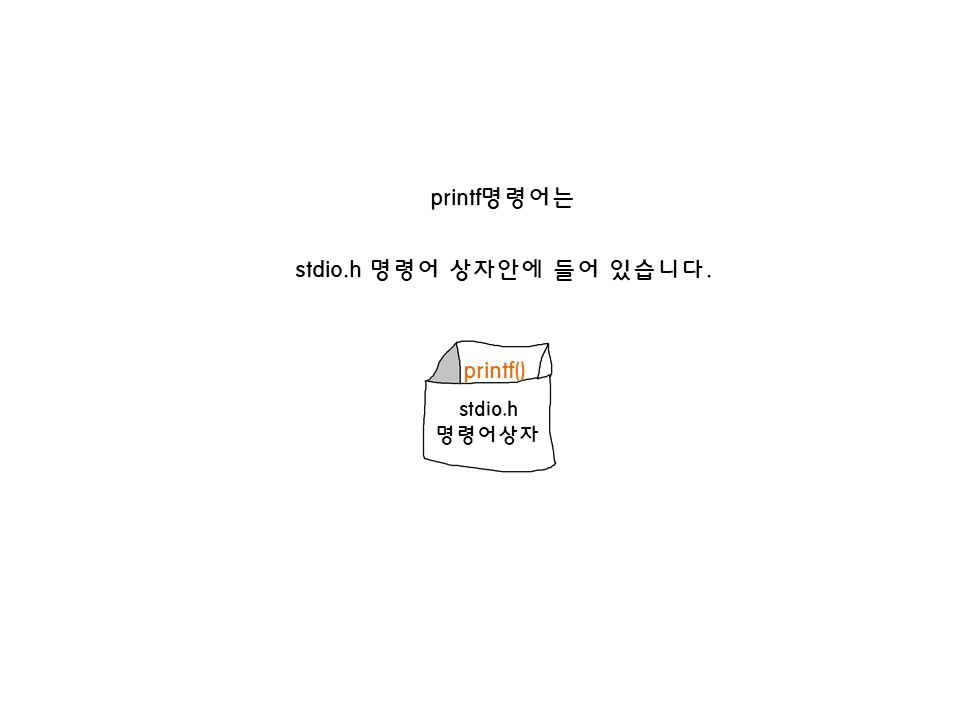 printf명령어는
stdio.h 명령어 상자안에 들어 있습니다.
printf()
stdio.h
명령어상자